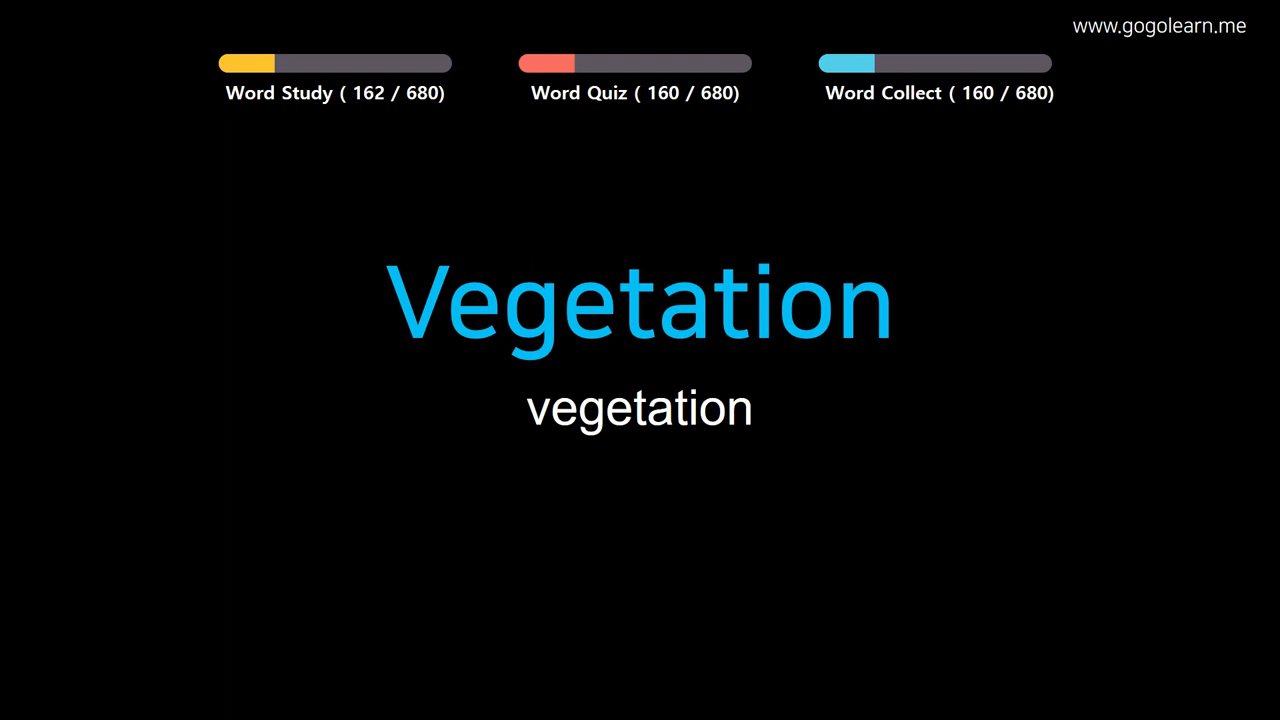 www.gogolearn.me
Word Study ( 162 / 680)
Word Quiz ( 160 / 680)
Word Collect ( 160 / 680)
Vegetation
vegetation